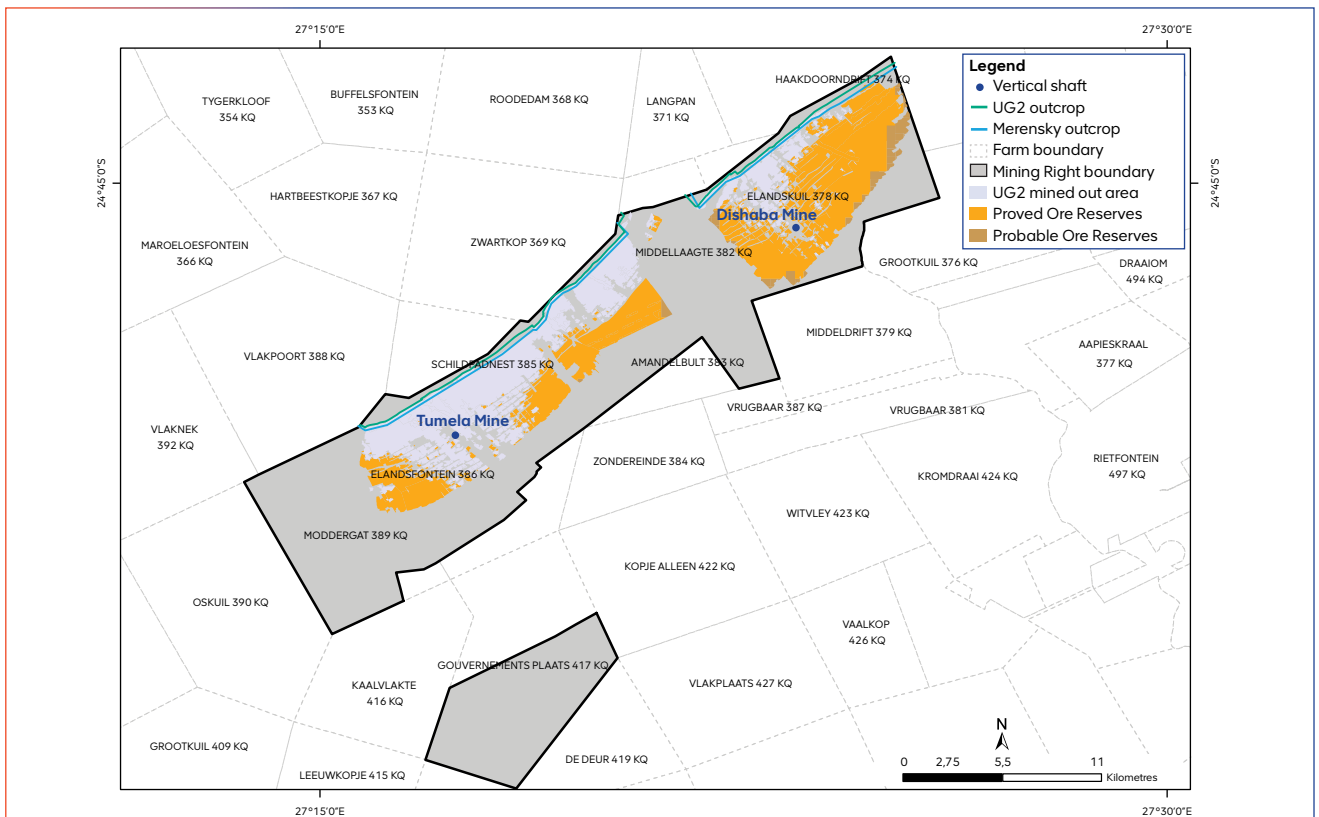 27°15'0"E
27°30'0"E
24°45'0"S
24°45'0"S
Legend
Vertical shaft
UG2 outcrop
Merensky outcrop
Farm boundary
Mining Right boundary
UG2 mined out area
Proved Ore Reserves
Probable Ore Reserves
TYGERKLOOF
354 KQ
BUFFELSFONTEIN
353 KQ
ROODEDAM 368 KQ
LANGPAN
371 KQ
HAAKDOORNDRIFT 374 KQ
HARTBEESTKOPJE 367 KQ
ELANDSKUIL 378 KQ
Dishaba Mine
MAROELOESFONTEIN
366 KQ
ZWARTKOP 369 KQ
MIDDELLAAGTE 382 KQ
GROOTKUIL 376 KQ
DRAAIOM
494 KQ
MIDDELDRIFT 379 KQ
AAPIESKRAAL
377 KQ
VLAKPOORT 388 KQ
SCHILDPADNEST 385 KQ
AMANDELBULT 383 KQ
VRUGBAAR 387 KQ
VRUGBAAR 381 KQ
Tumela Mine
VLAKNEK
392 KQ
ELANDSFONTEIN 386 KQ
ZONDEREINDE 384 KQ
KROMDRAAI 424 KQ
RIETFONTEIN
497 KQ
WITVLEY 423 KQ
MODDERGAT 389 KQ
KOPJE ALLEEN 422 KQ
OSKUIL 390 KQ
VAALKOP
426 KQ
GOUVERNEMENTS PLAATS 417 KQ
KAALVLAKTE
416 KQ
VLAKPLAATS 427 KQ
GROOTKUIL 409 KQ
LEEUWKOPJE 415 KQ
DE DEUR 419 KQ
N
0 2,75 5,5 11
Kilometres
27°15'0"E
27°30'0"E